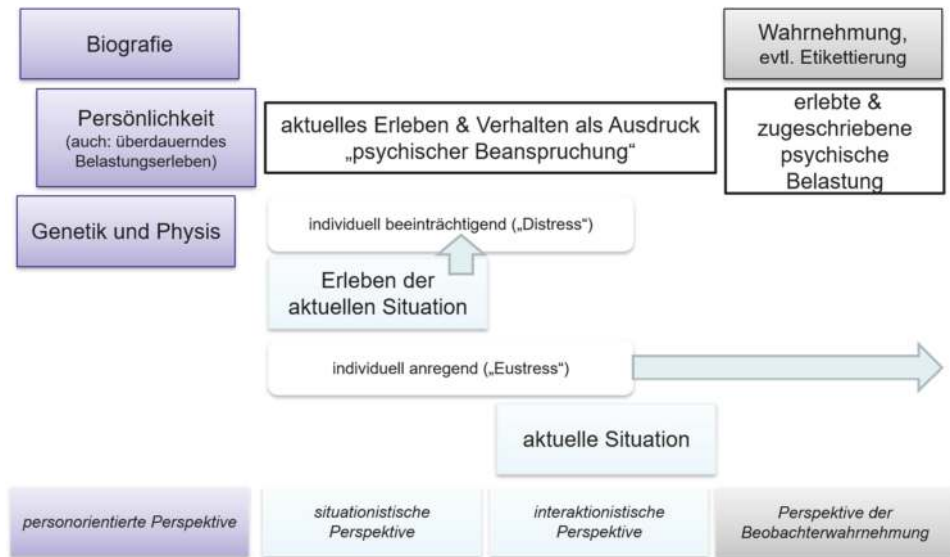 Biografie
Wahrnehmung,
evtl. Etikettierung
Persönlichkeit
(auch: überdauerndes
Belastungserleben)
aktuelles Erleben & Verhalten als Ausdruck
„psychischer Beanspruchung“
erlebte &
zugeschriebene
psychische
Belastung
Genetik und Physis
individuell beeinträchtigend („Distress“)
Erleben der
aktuellen Situation
individuell anregend („Eustress“)
aktuelle Situation
personorientierte Perspektive
situationistische
Perspektive
interaktionistische
Perspektive
Perspektive der
Beobachterwahrnehmung